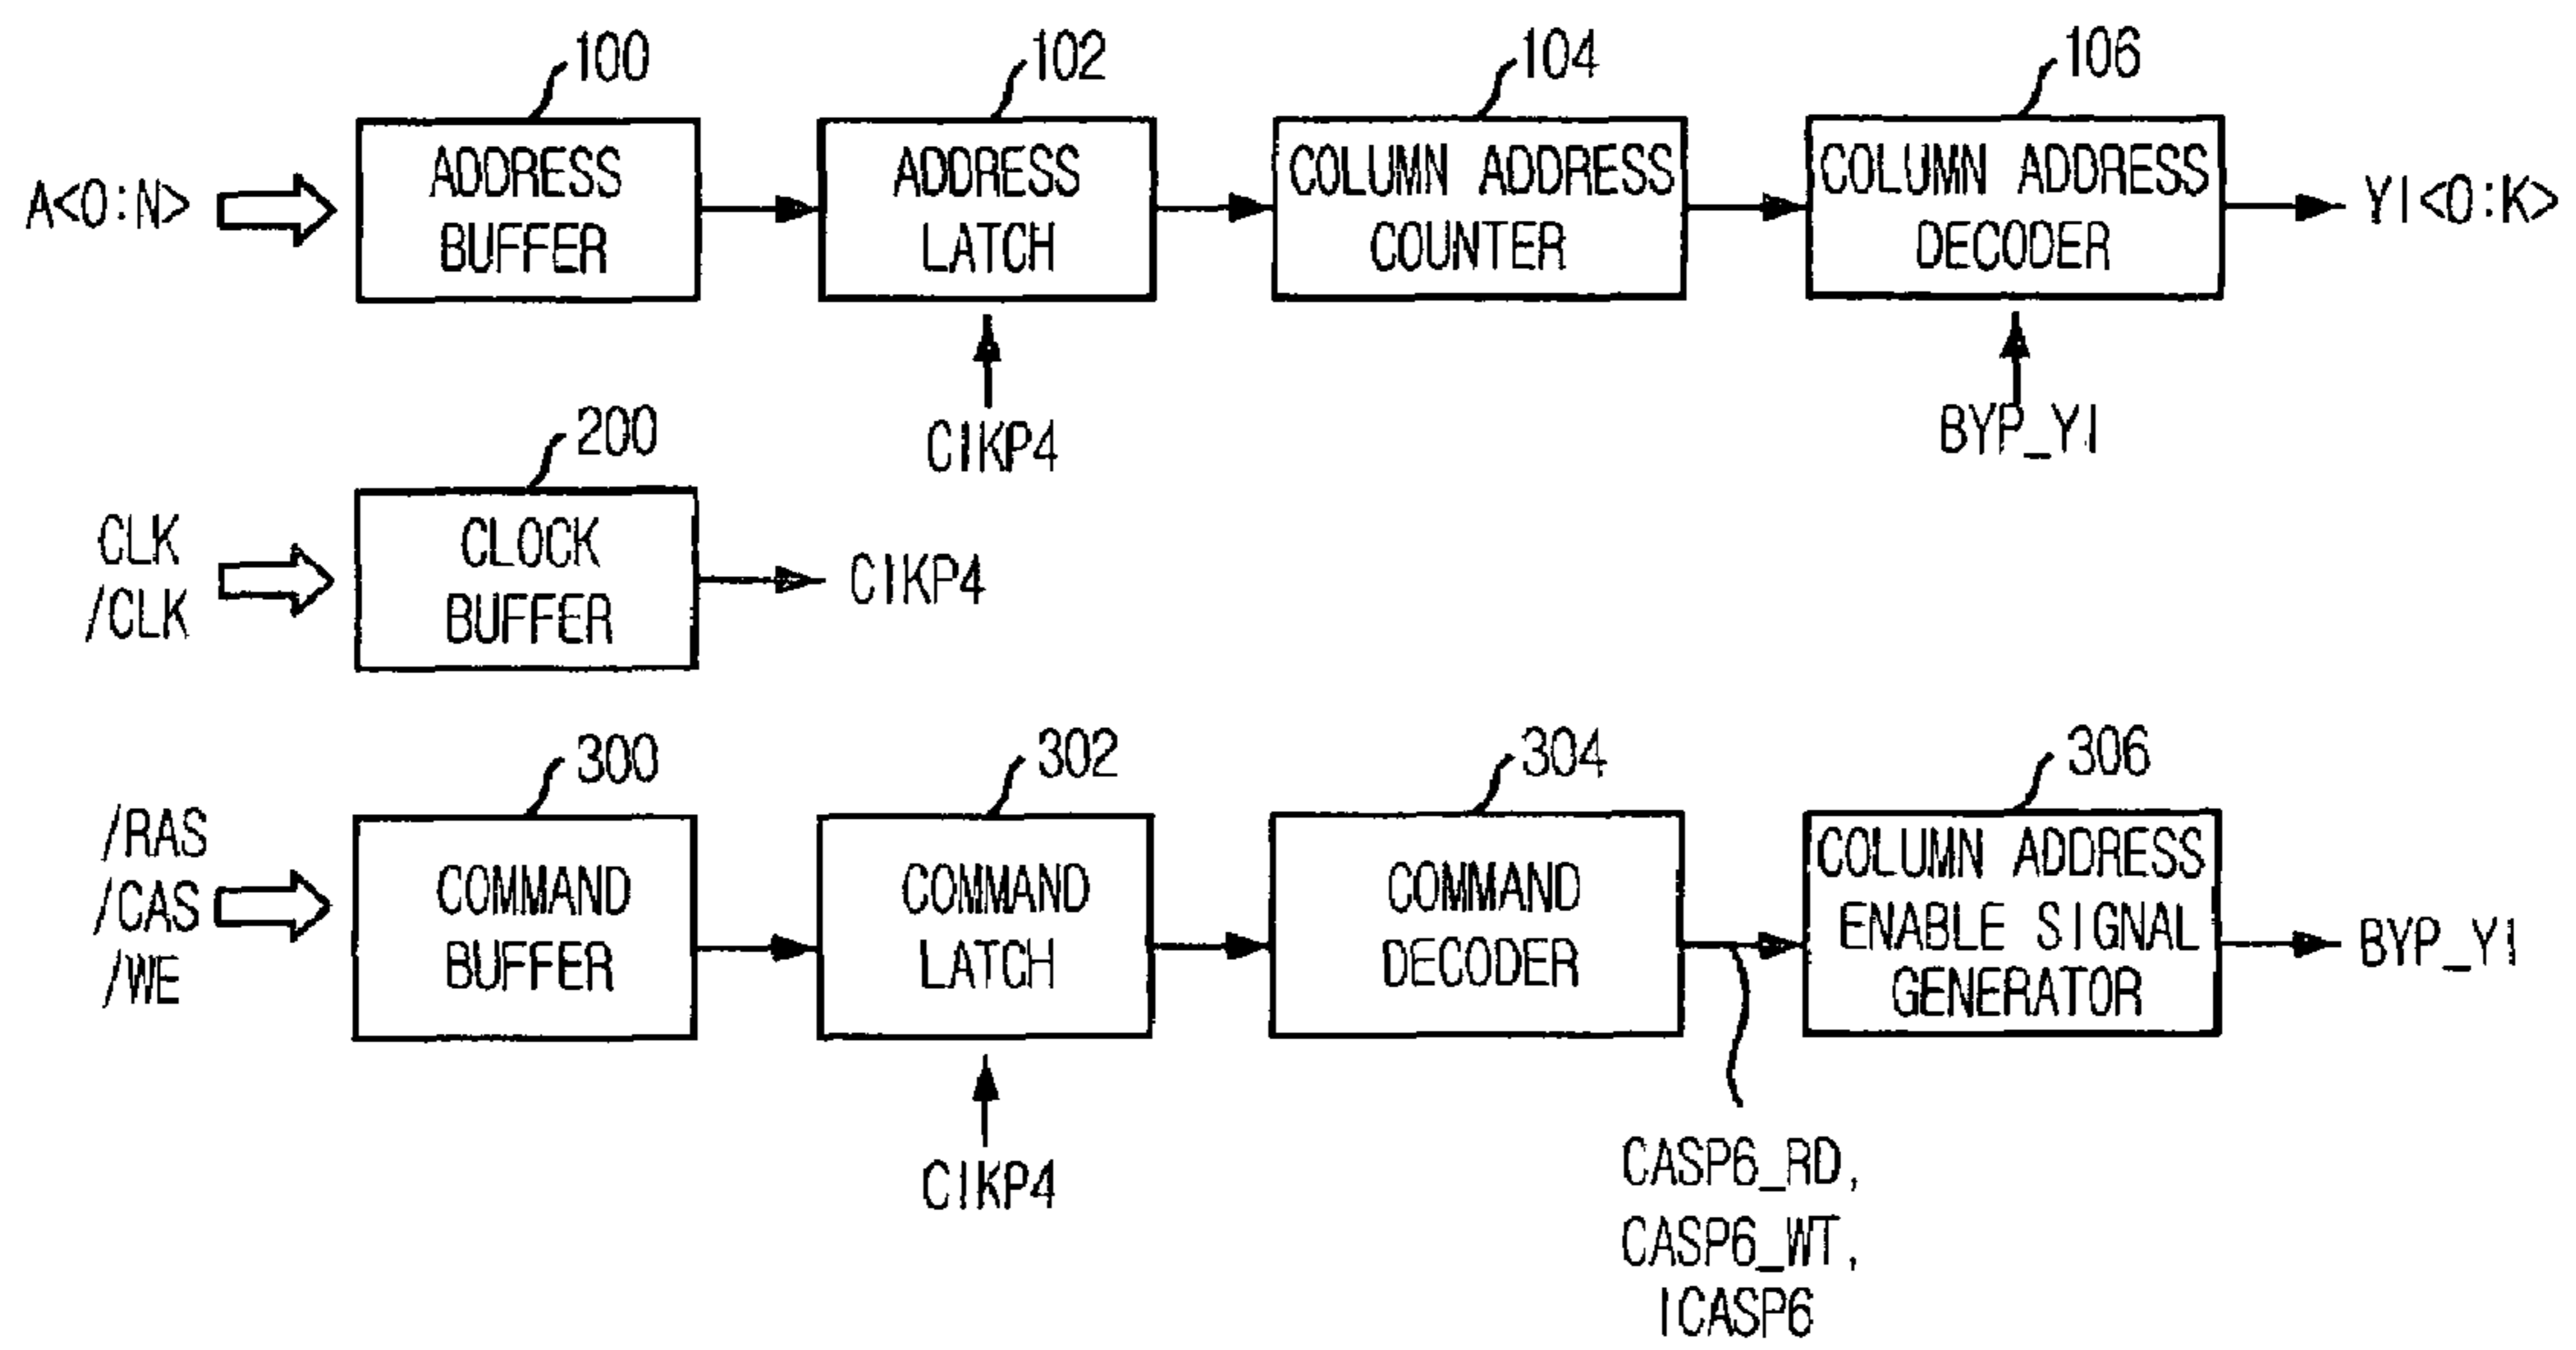 100
102
104
106
A<0:N>
ADDRESS
BUFFER
ADDRESS
LATCH
COLUMN ADDRESS
COUNTER
COLUMN ADDRESS
DECODER
YI<0:K>
CIKP4
BYP_YI
200
CLK
/CLK
CLOCK
BUFFER
CIKP4
300
302
304
306
/RAS
/CAS
/WE
COMMAND
BUFFER
COMMAND
LATCH
COMMAND
DECODER
COLUMN ADDRESS
ENABLE SIGNAL
GENERATOR
BYP_YI
CIKP4
CASP6_RD,
CASP6_WT,
ICASP6